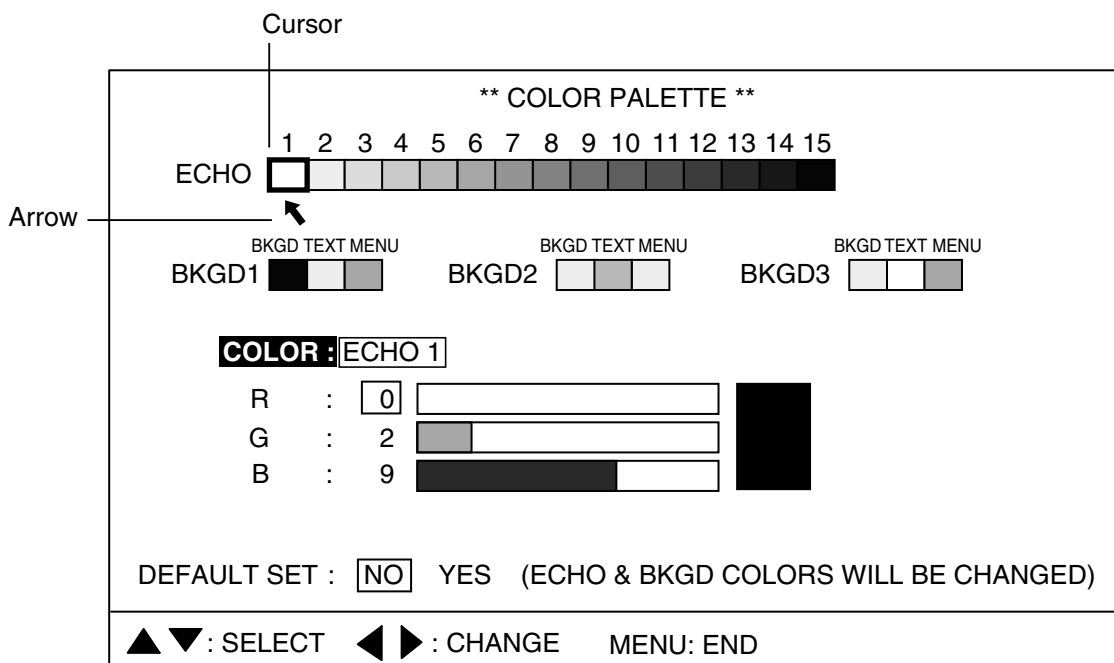 Cursor
** COLOR PALETTE **
1 2 3 4 5 6 7 8 9 10 11 12 13 14 15
ECHO
Arrow
BKGD TEXT MENU BKGD TEXT MENU BKGD TEXT MENU
BKGD1 BKGD2 BKGD3
COLOR : ECHO 1
R : 0
G : 2
B : 9
DEFAULT SET : NO YES (ECHO & BKGD COLORS WILL BE CHANGED)
▲ ▼ : SELECT ◀ ▶ : CHANGE MENU: END